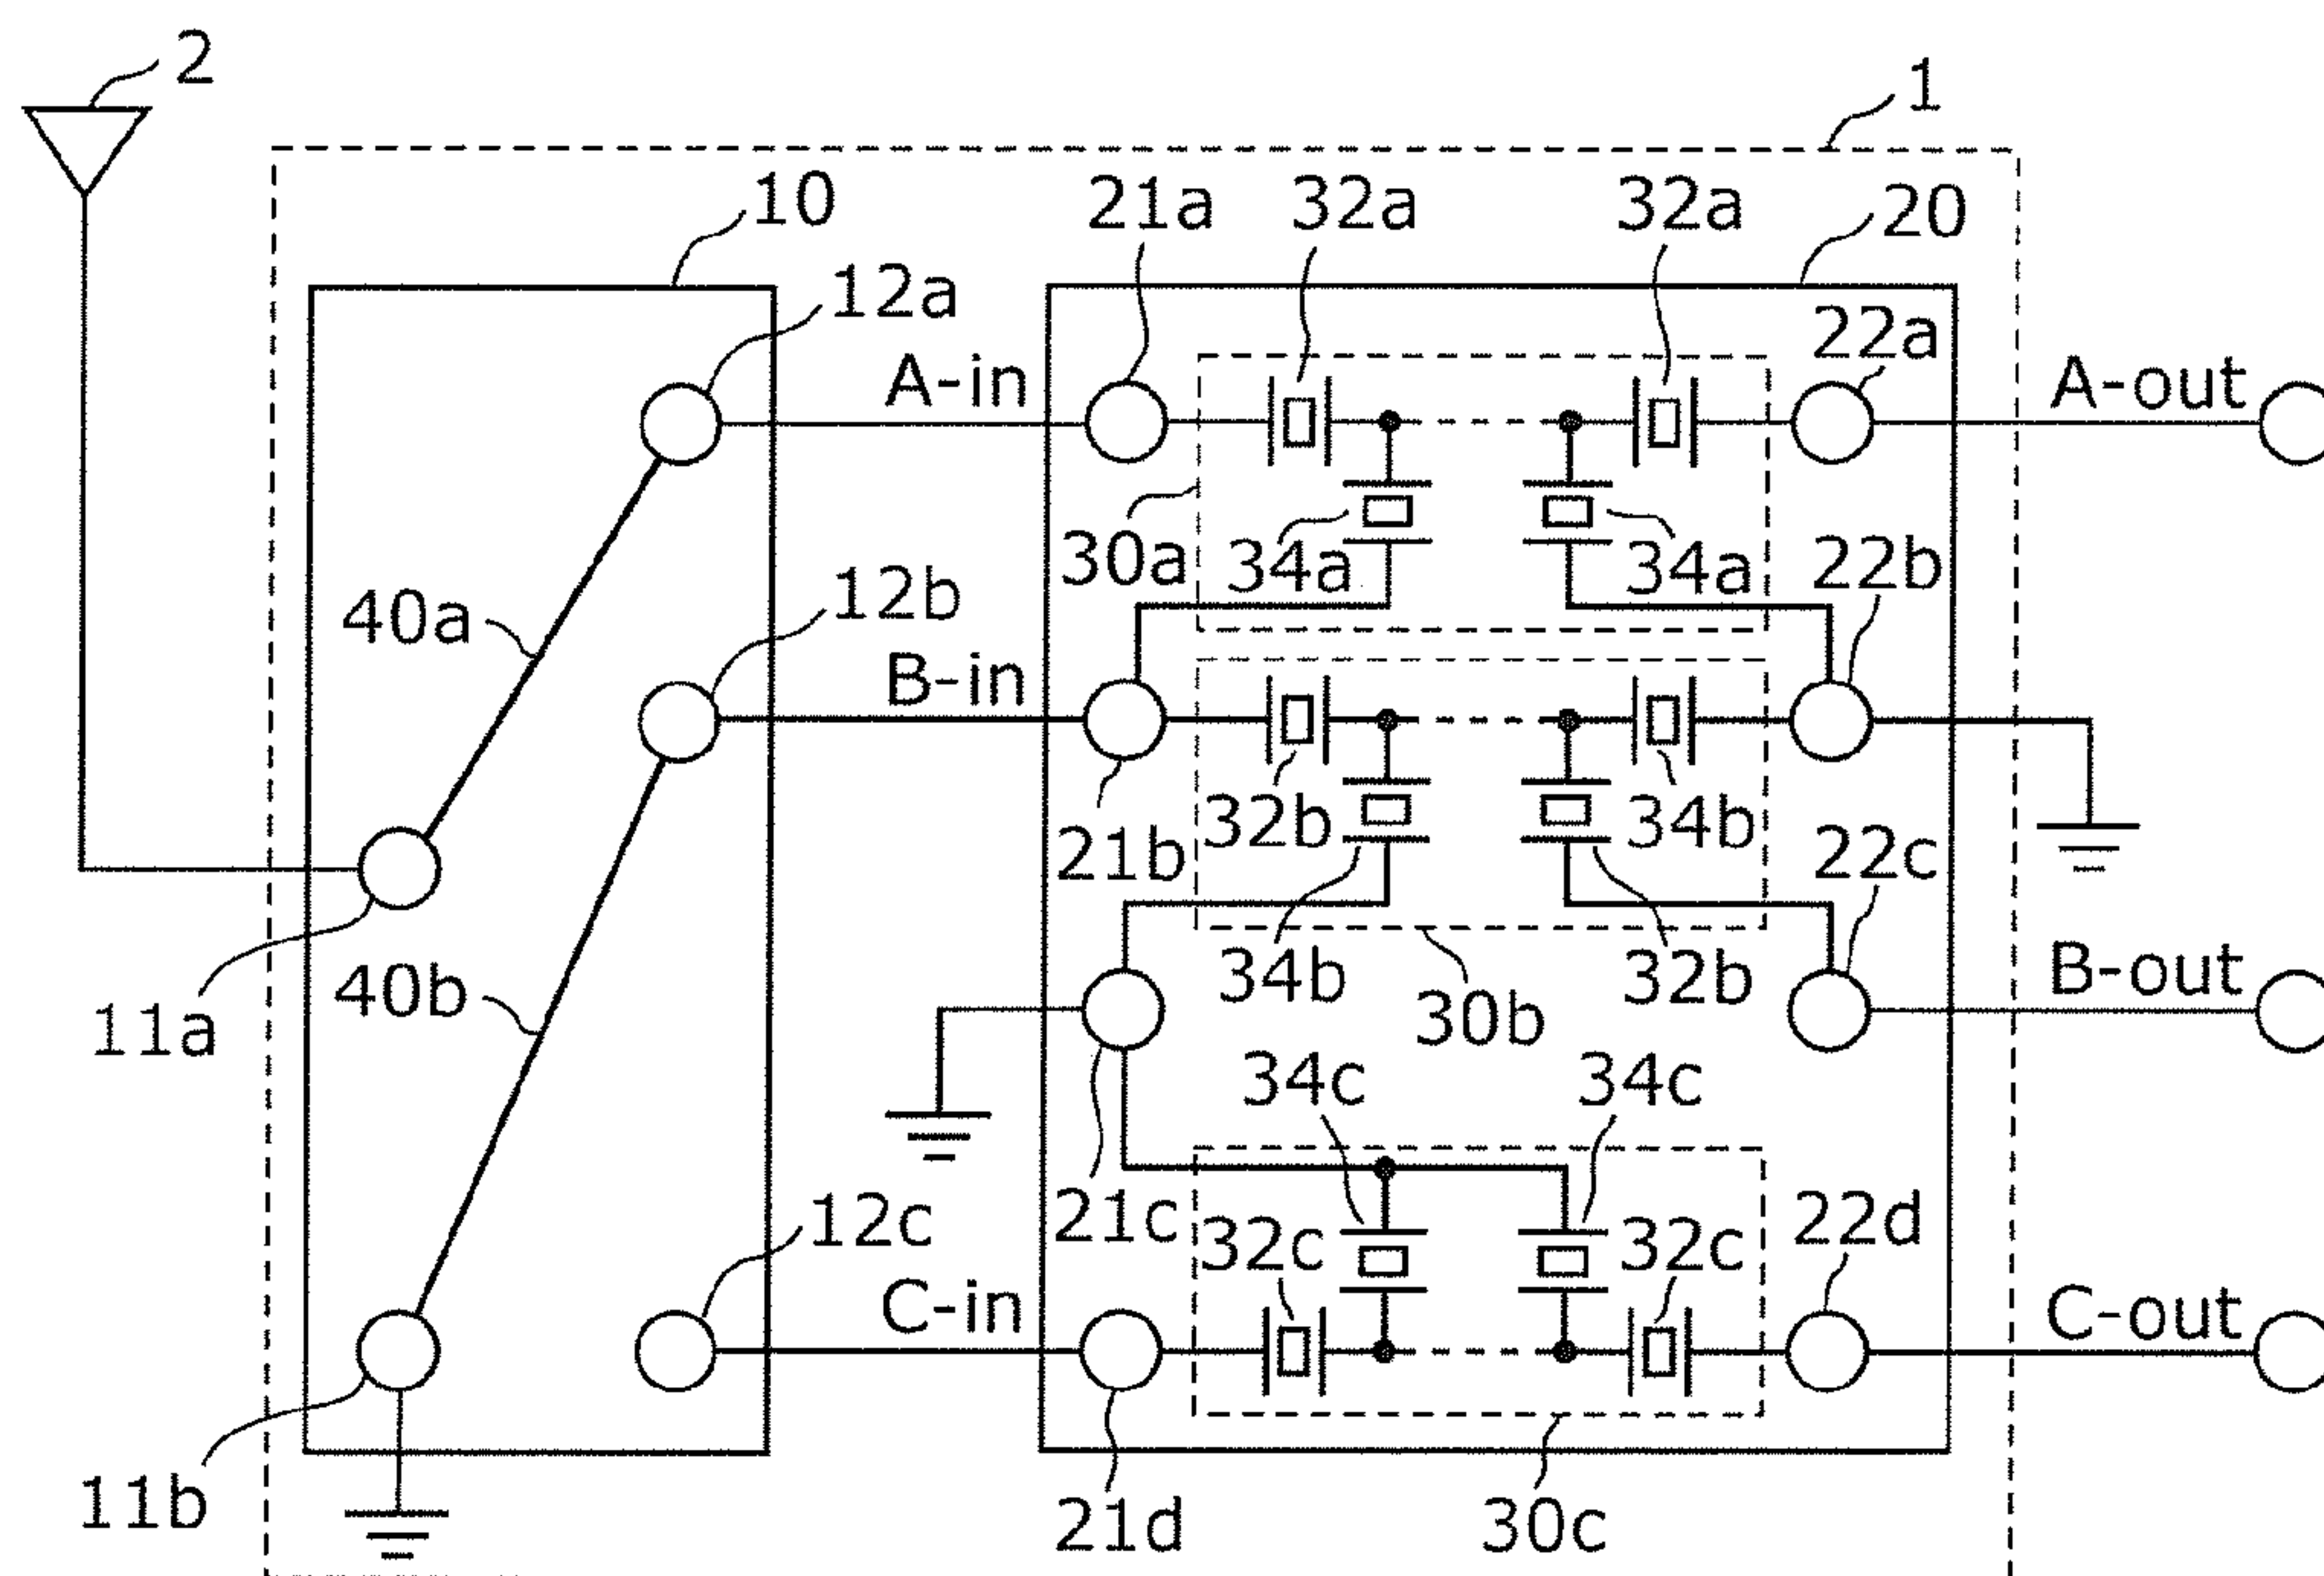 2
1
10
21a
32a
32a
20
12a
22a
A-in
A-out
30a
34a
34a
22b
40a
12b
B-in
32b
34b
21b
22c
11a
40b
34b
32b
B-out
30b
34c
34c
21c
12c
32c
32c
22d
C-in
C-out
11b
21d
30c